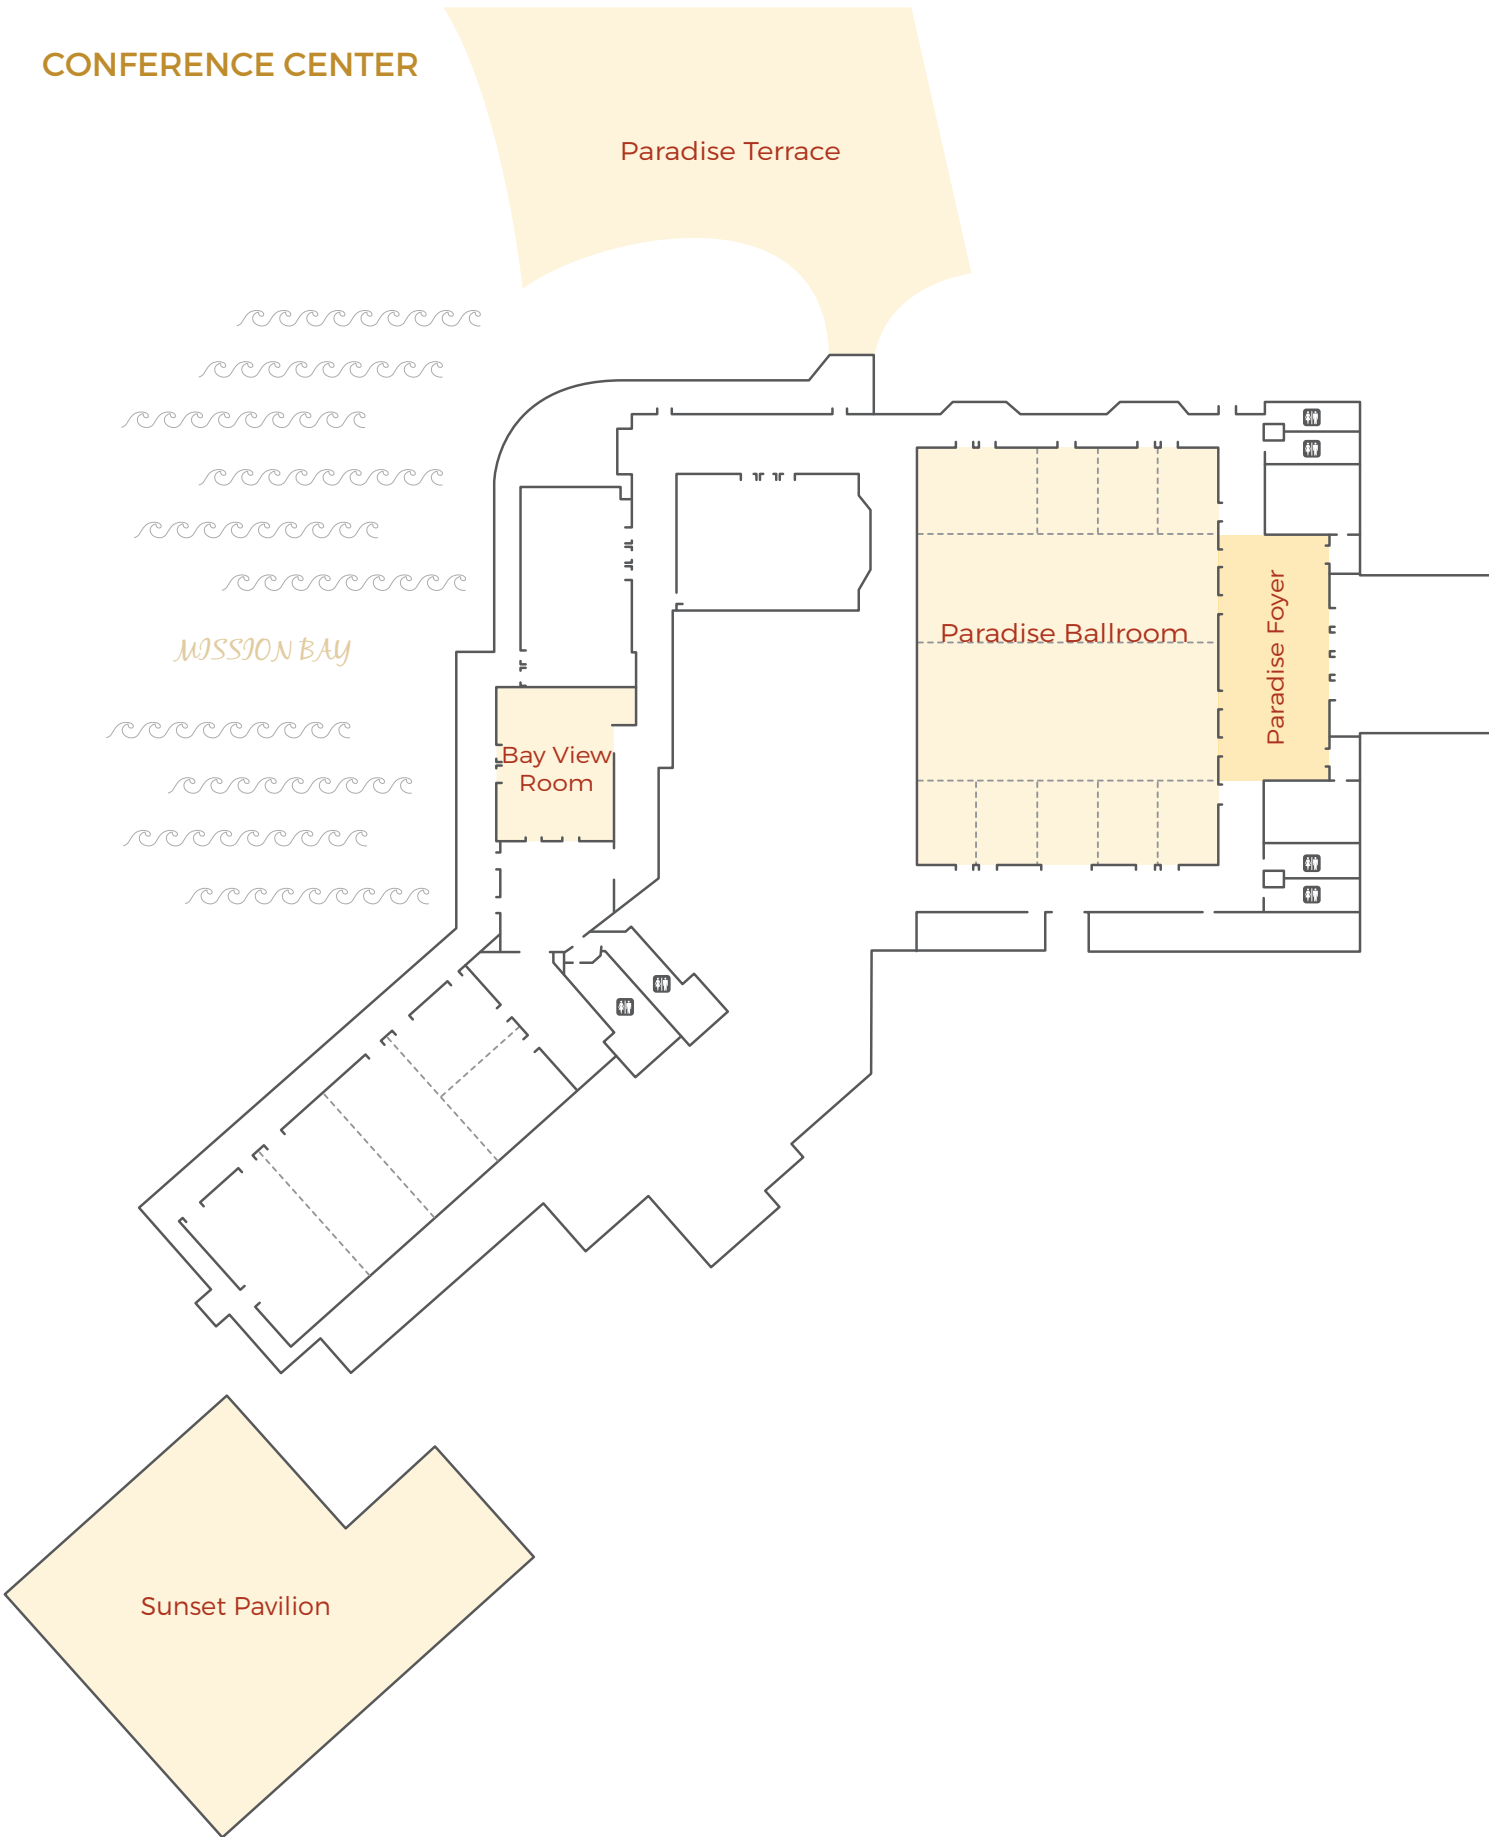 CONFERENCE CENTER
Paradise Terrace
Paradise Ballroom
Paradise Foyer
MISSION BAY
Bay View
Room
Sunset Pavilion